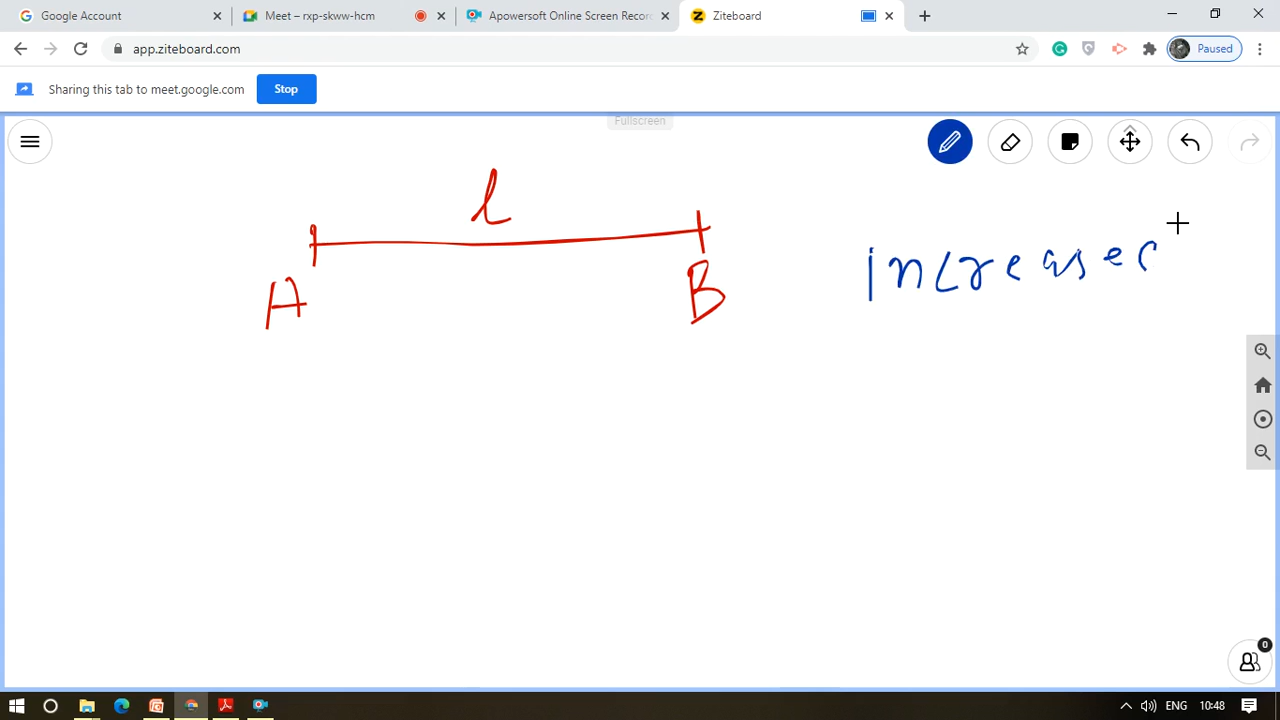 Google Account
Meet – rxp-skww-hcm
Apowersoft Online Screen Recor
Ziteboard
app.ziteboard.com
Paused
Sharing this tab to meet.google.com
Stop
Fullscreen
l
A
B
increase
0
ENG
10:48